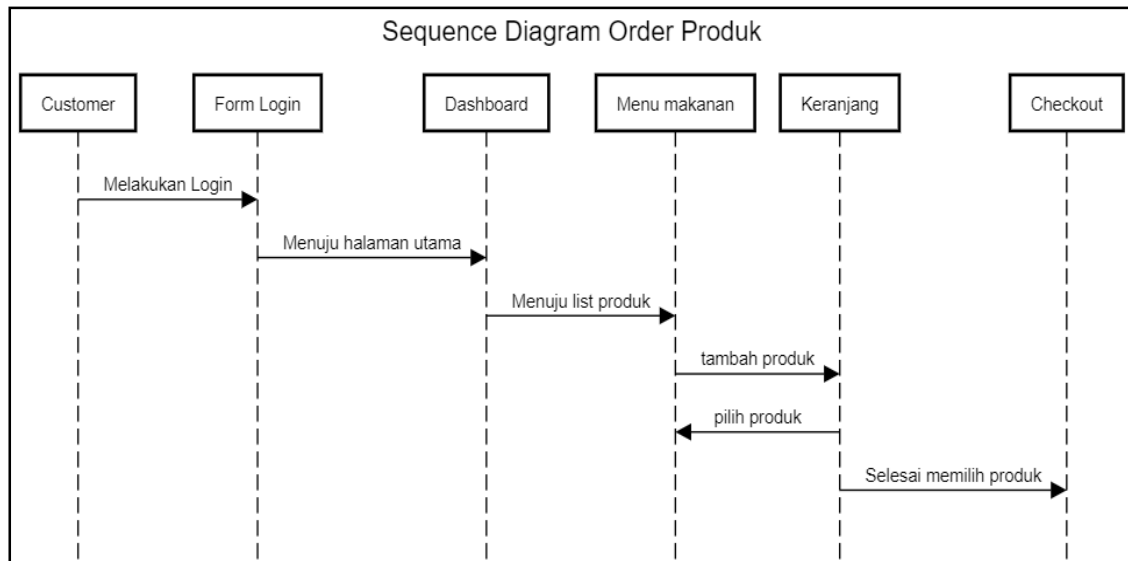 Sequence Diagram Order Produk
Customer
Form Login
Dashboard
Menu makanan
Keranjang
Checkout
Melakukan Login
Menuju halaman utama
Menuju list produk
tambah produk
pilih produk
Selesai memilih produk